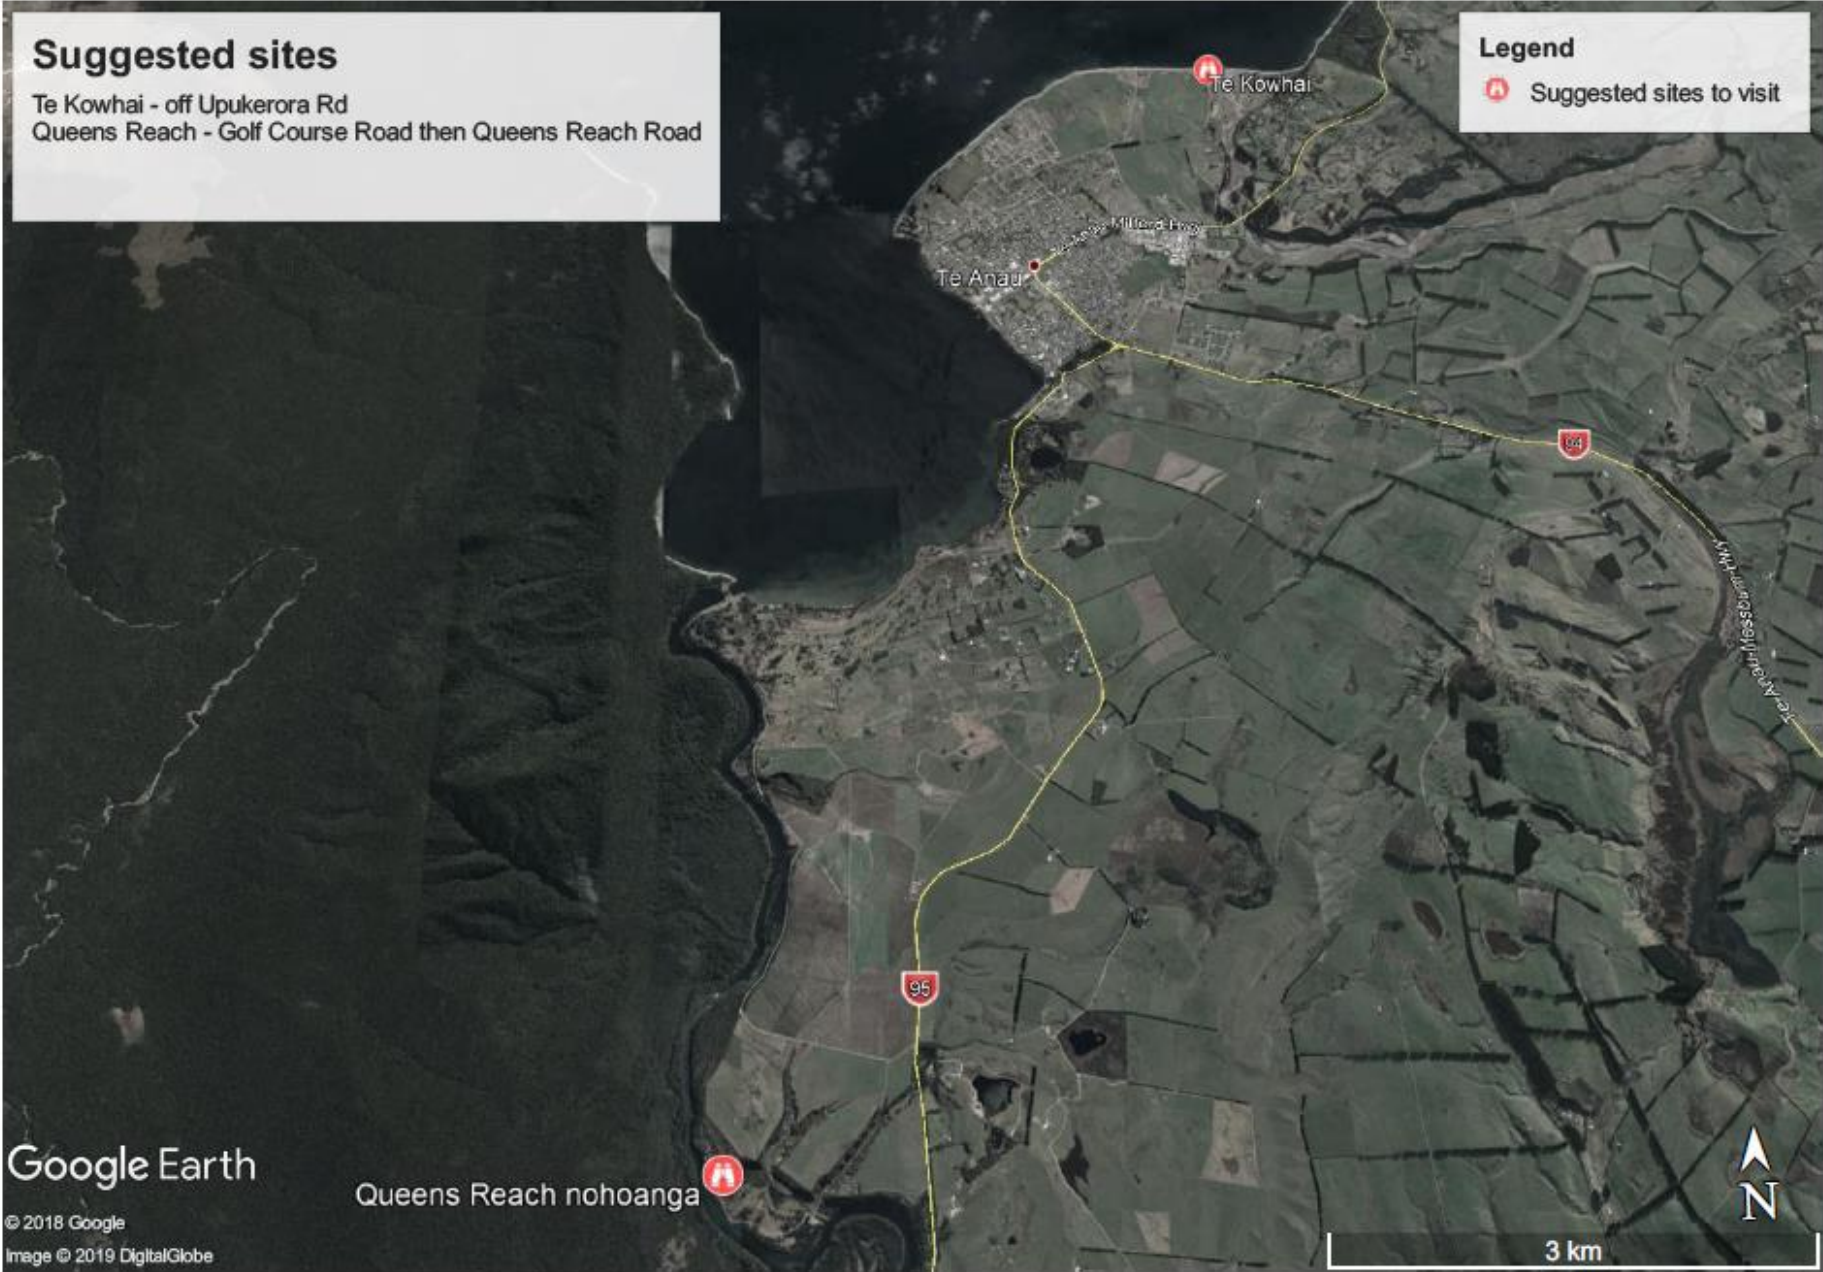 Suggested sites
Te Kowhai - off Upukerora Rd
Queens Reach - Golf Course Road then Queens Reach Road
Legend
Suggested sites to visit
Te Kowhai
Te Anau Milford Hwy
Te Anau
94
Te-Anau-Mossburn-Hwy
95
Queens Reach nohoanga
Google Earth
© 2018 Google
Image © 2019 DigitalGlobe
N
3 km